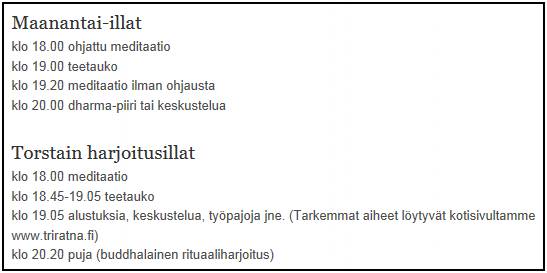 Maanantai-illat
klo 18.00 ohjattu meditaatio
klo 19.00 teetauko
klo 19.20 meditaatio ilman ohjausta
klo 20.00 dharma-piiri tai keskustelua
Torstain harjoitusillat
klo 18.00 meditaatio
klo 18.45-19.05 teetauko
klo 19.05 alustuksia, keskustelua, työpajoja jne. (Tarkemmat aiheet löytyvät kotisivultamme
www.triratna.fi)
klo 20.20 puja (buddhalainen rituaaliharjoitus)